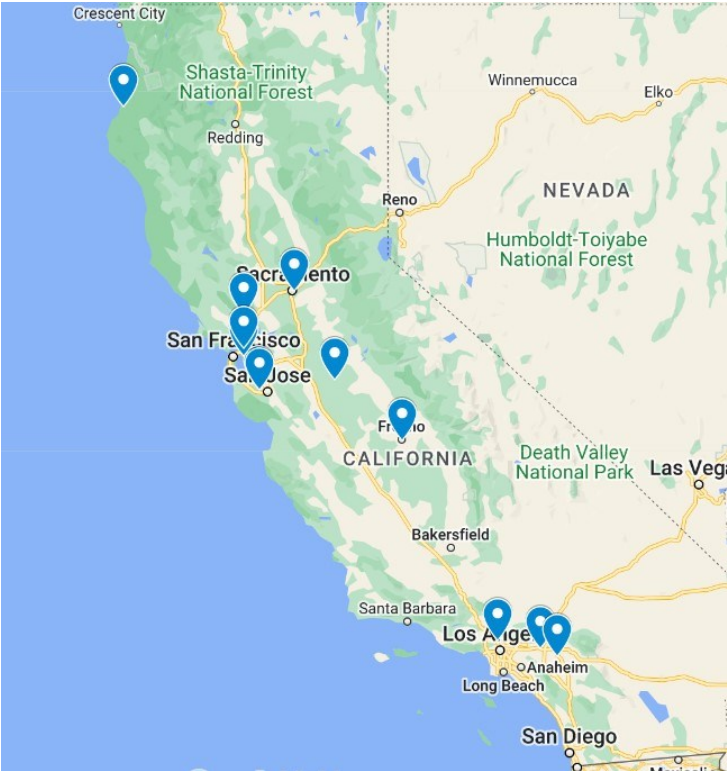 Crescent City
Shasta-Trinity
National Forest
Winnemucca
Elko
Redding
Reno
NEVADA
Humboldt-Toiyabe
National Forest
Sacramento
San Francisco
San Jose
Fresno
CALIFORNIA
Death Valley
National Park
Las Vega
Bakersfield
Santa Barbara
Los Angeles
Anaheim
Long Beach
San Diego